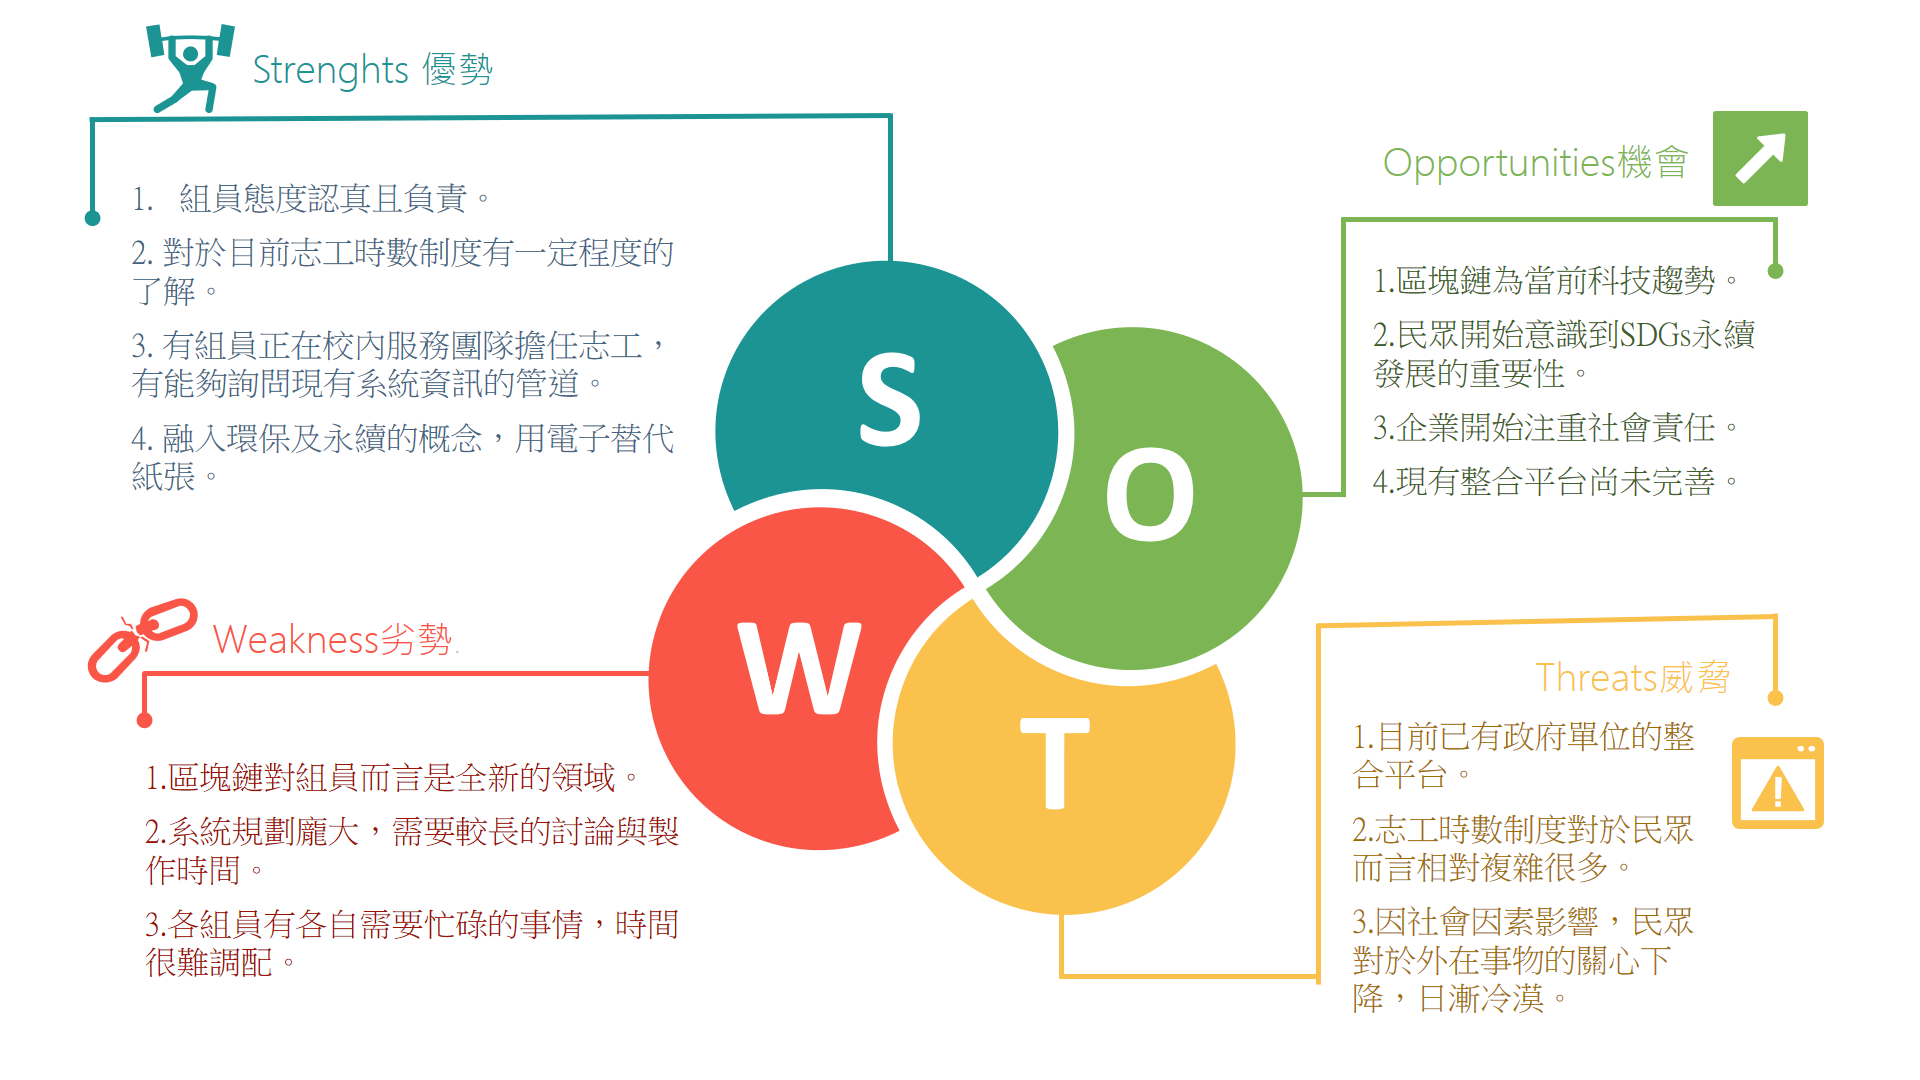 Strenghts 優勢
1. 組員態度認真且負責。
2. 對於目前志工時數制度有一定程度的
了解。
3. 有組員正在校內服務團隊擔任志工，
有能夠詢問現有系統資訊的管道。
4. 融入環保及永續的概念，用電子替代
紙張。
Opportunities機會
1.區塊鏈為當前科技趨勢。
2.民眾開始意識到SDGs永續
發展的重要性。
3.企業開始注重社會責任。
4.現有整合平台尚未完善。
S
O
W
T
Weakness劣勢.
1.區塊鏈對組員而言是全新的領域。
2.系統規劃龐大，需要較長的討論與製
作時間。
3.各組員有各自需要忙碌的事情，時間
很難調配。
Threats威脅
1.目前已有政府單位的整
合平台。
2.志工時數制度對於民眾
而言相對複雜很多。
3.因社會因素影響，民眾
對於外在事物的關心下
降，日漸冷漠。